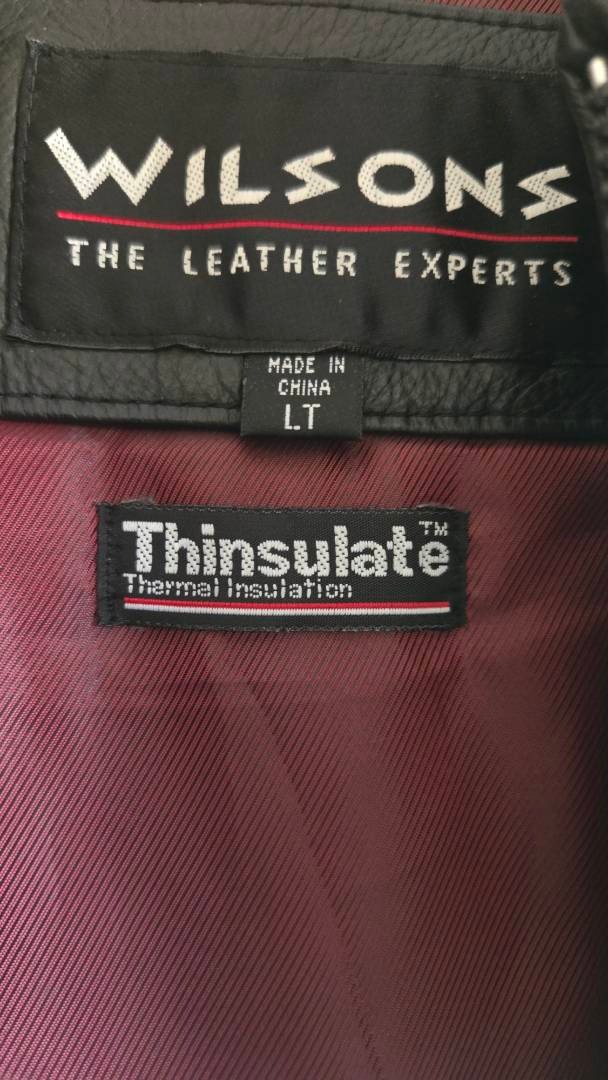 WILSONS
THE LEATHER EXPERTS
MADE IN
CHINA
LT
Thinsulate™
Thermal Insulation